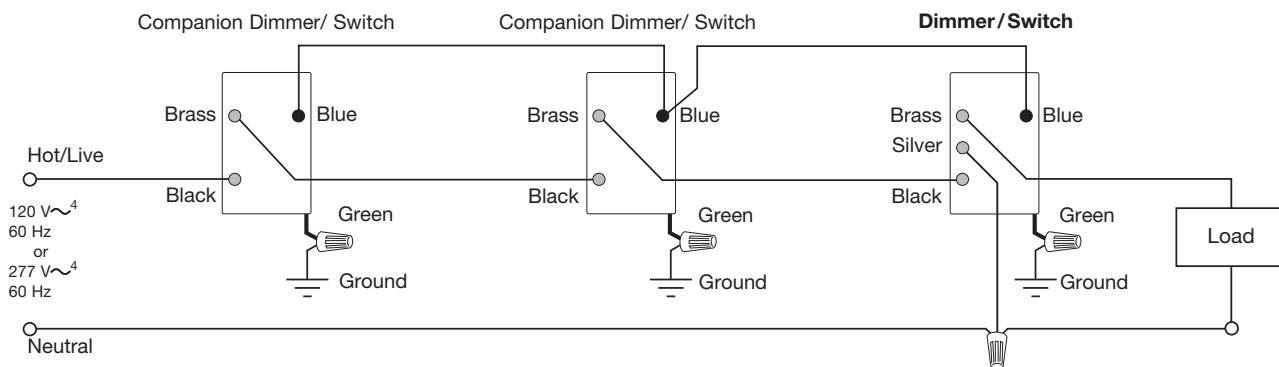 Companion Dimmer/ Switch
Companion Dimmer/ Switch
Dimmer/Switch
Brass
Blue
Brass
Blue
Brass
Blue
Silver
Hot/Live
Black
Black
Black
120 V~4
60 Hz
or
277 V~4
60 Hz
Green
Green
Green
Load
Ground
Ground
Ground
Neutral